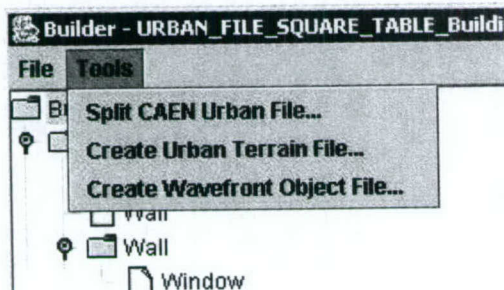 Builder - URBAN_FILE_SQUARE_TABLE_Buildi
File Tools
Split CAEN Urban File...
Create Urban Terrain File...
Create Wavefront Object File...
Wall
Wall
Window